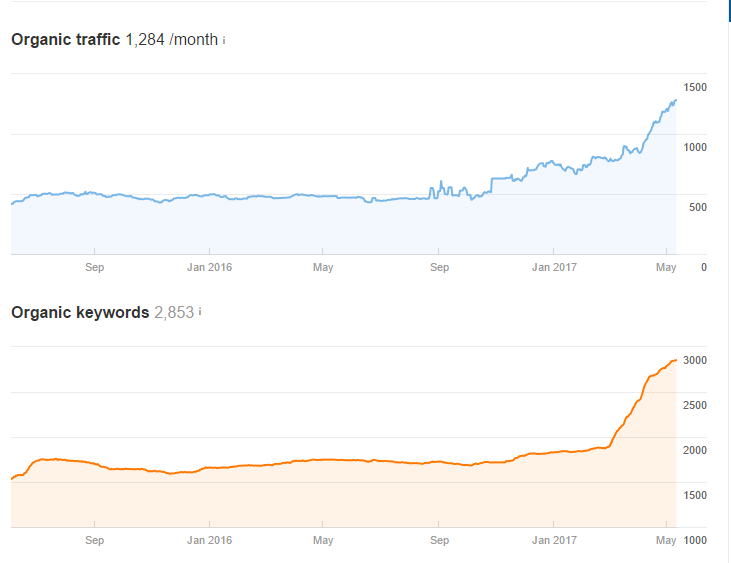 Organic traffic 1,284 /month i
1500
1000
500
Sep Jan 2016 May Sep Jan 2017 May 0
Organic keywords 2,853 i
3000
2500
2000
1500
Sep Jan 2016 May Sep Jan 2017 May 1000